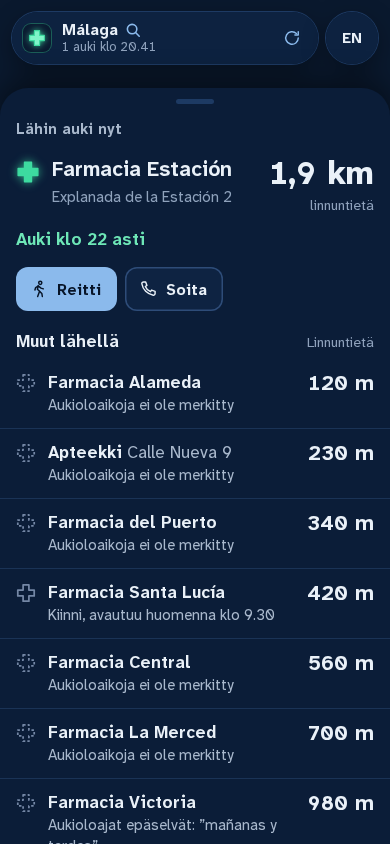 Málaga
1 auki klo 20.41
EN
Lähin auki nyt
Farmacia Estación 1,9 km
Explanada de la Estación 2 linnuntietä
Auki klo 22 asti
Reitti Soita
Muut lähellä Linnuntietä
Farmacia Alameda 120 m
Aukioloaikoja ei ole merkitty
Apteekki Calle Nueva 9 230 m
Aukioloaikoja ei ole merkitty
Farmacia del Puerto 340 m
Aukioloaikoja ei ole merkitty
Farmacia Santa Lucía 420 m
Kiinni, avautuu huomenna klo 9.30
Farmacia Central 560 m
Aukioloaikoja ei ole merkitty
Farmacia La Merced 700 m
Aukioloaikoja ei ole merkitty
Farmacia Victoria 980 m
Aukioloajat epäselvät: ”mañanas y